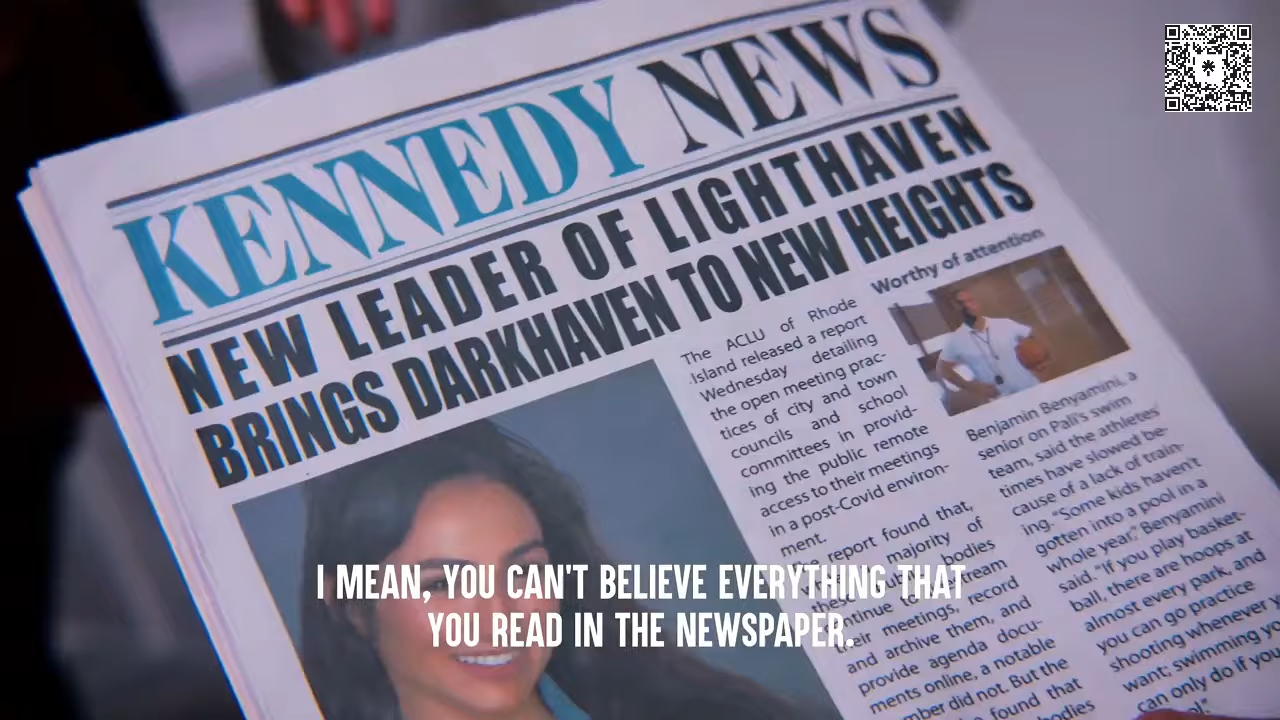 KENNEDY NEWS
NEW LEADER OF LIGHTHAVEN
BRINGS DARKHAVEN TO NEW HEIGHTS
The ACLU of Rhode
Island released a report
Wednesday detailing
the open meeting prac-
tices of city and town
councils and school
committees in provid-
ing the public remote
access to their meetings
in a post-Covid environ-
ment.
report found that,
majority of
bodies
stream
their meetings, record
and archive them, and
provide agenda docu-
ments online, a notable
number did not. But the
found that
Worthy of attention
Benjamin Benyamini, a
senior on Pali's swim
team, said the athletes'
times have slowed be-
cause of a lack of train-
ing. "Some kids haven't
gotten into a pool in a
whole year," Benyamini
said. "If you play basket-
ball, there are hoops at
almost every park, and
you can go practice
shooting whenever
want; swimming you
can only do if you
I MEAN, YOU CAN'T BELIEVE EVERYTHING THAT
YOU READ IN THE NEWSPAPER.